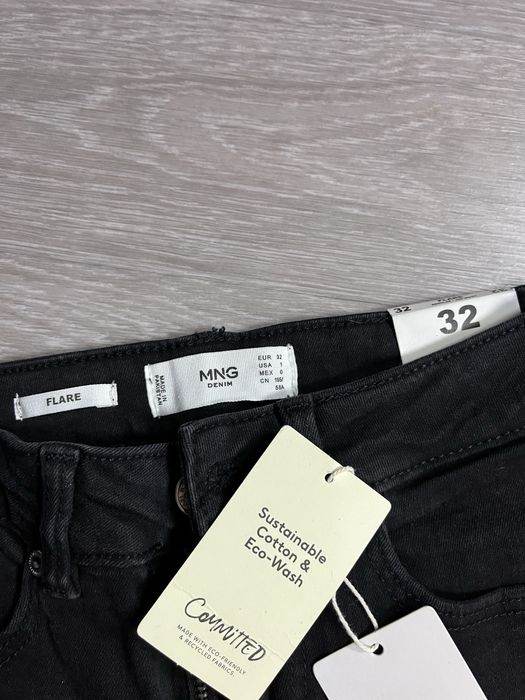 32
32
FLARE
MADE IN
PAKISTAN
MNG
DENIM
EUR 32
USA 1
MEX 0
CN 165/
58A
Sustainable
Cotton &
Eco-Wash
Committed
MADE WITH ECO-FRIENDLY
& RECYCLED FABRICS.